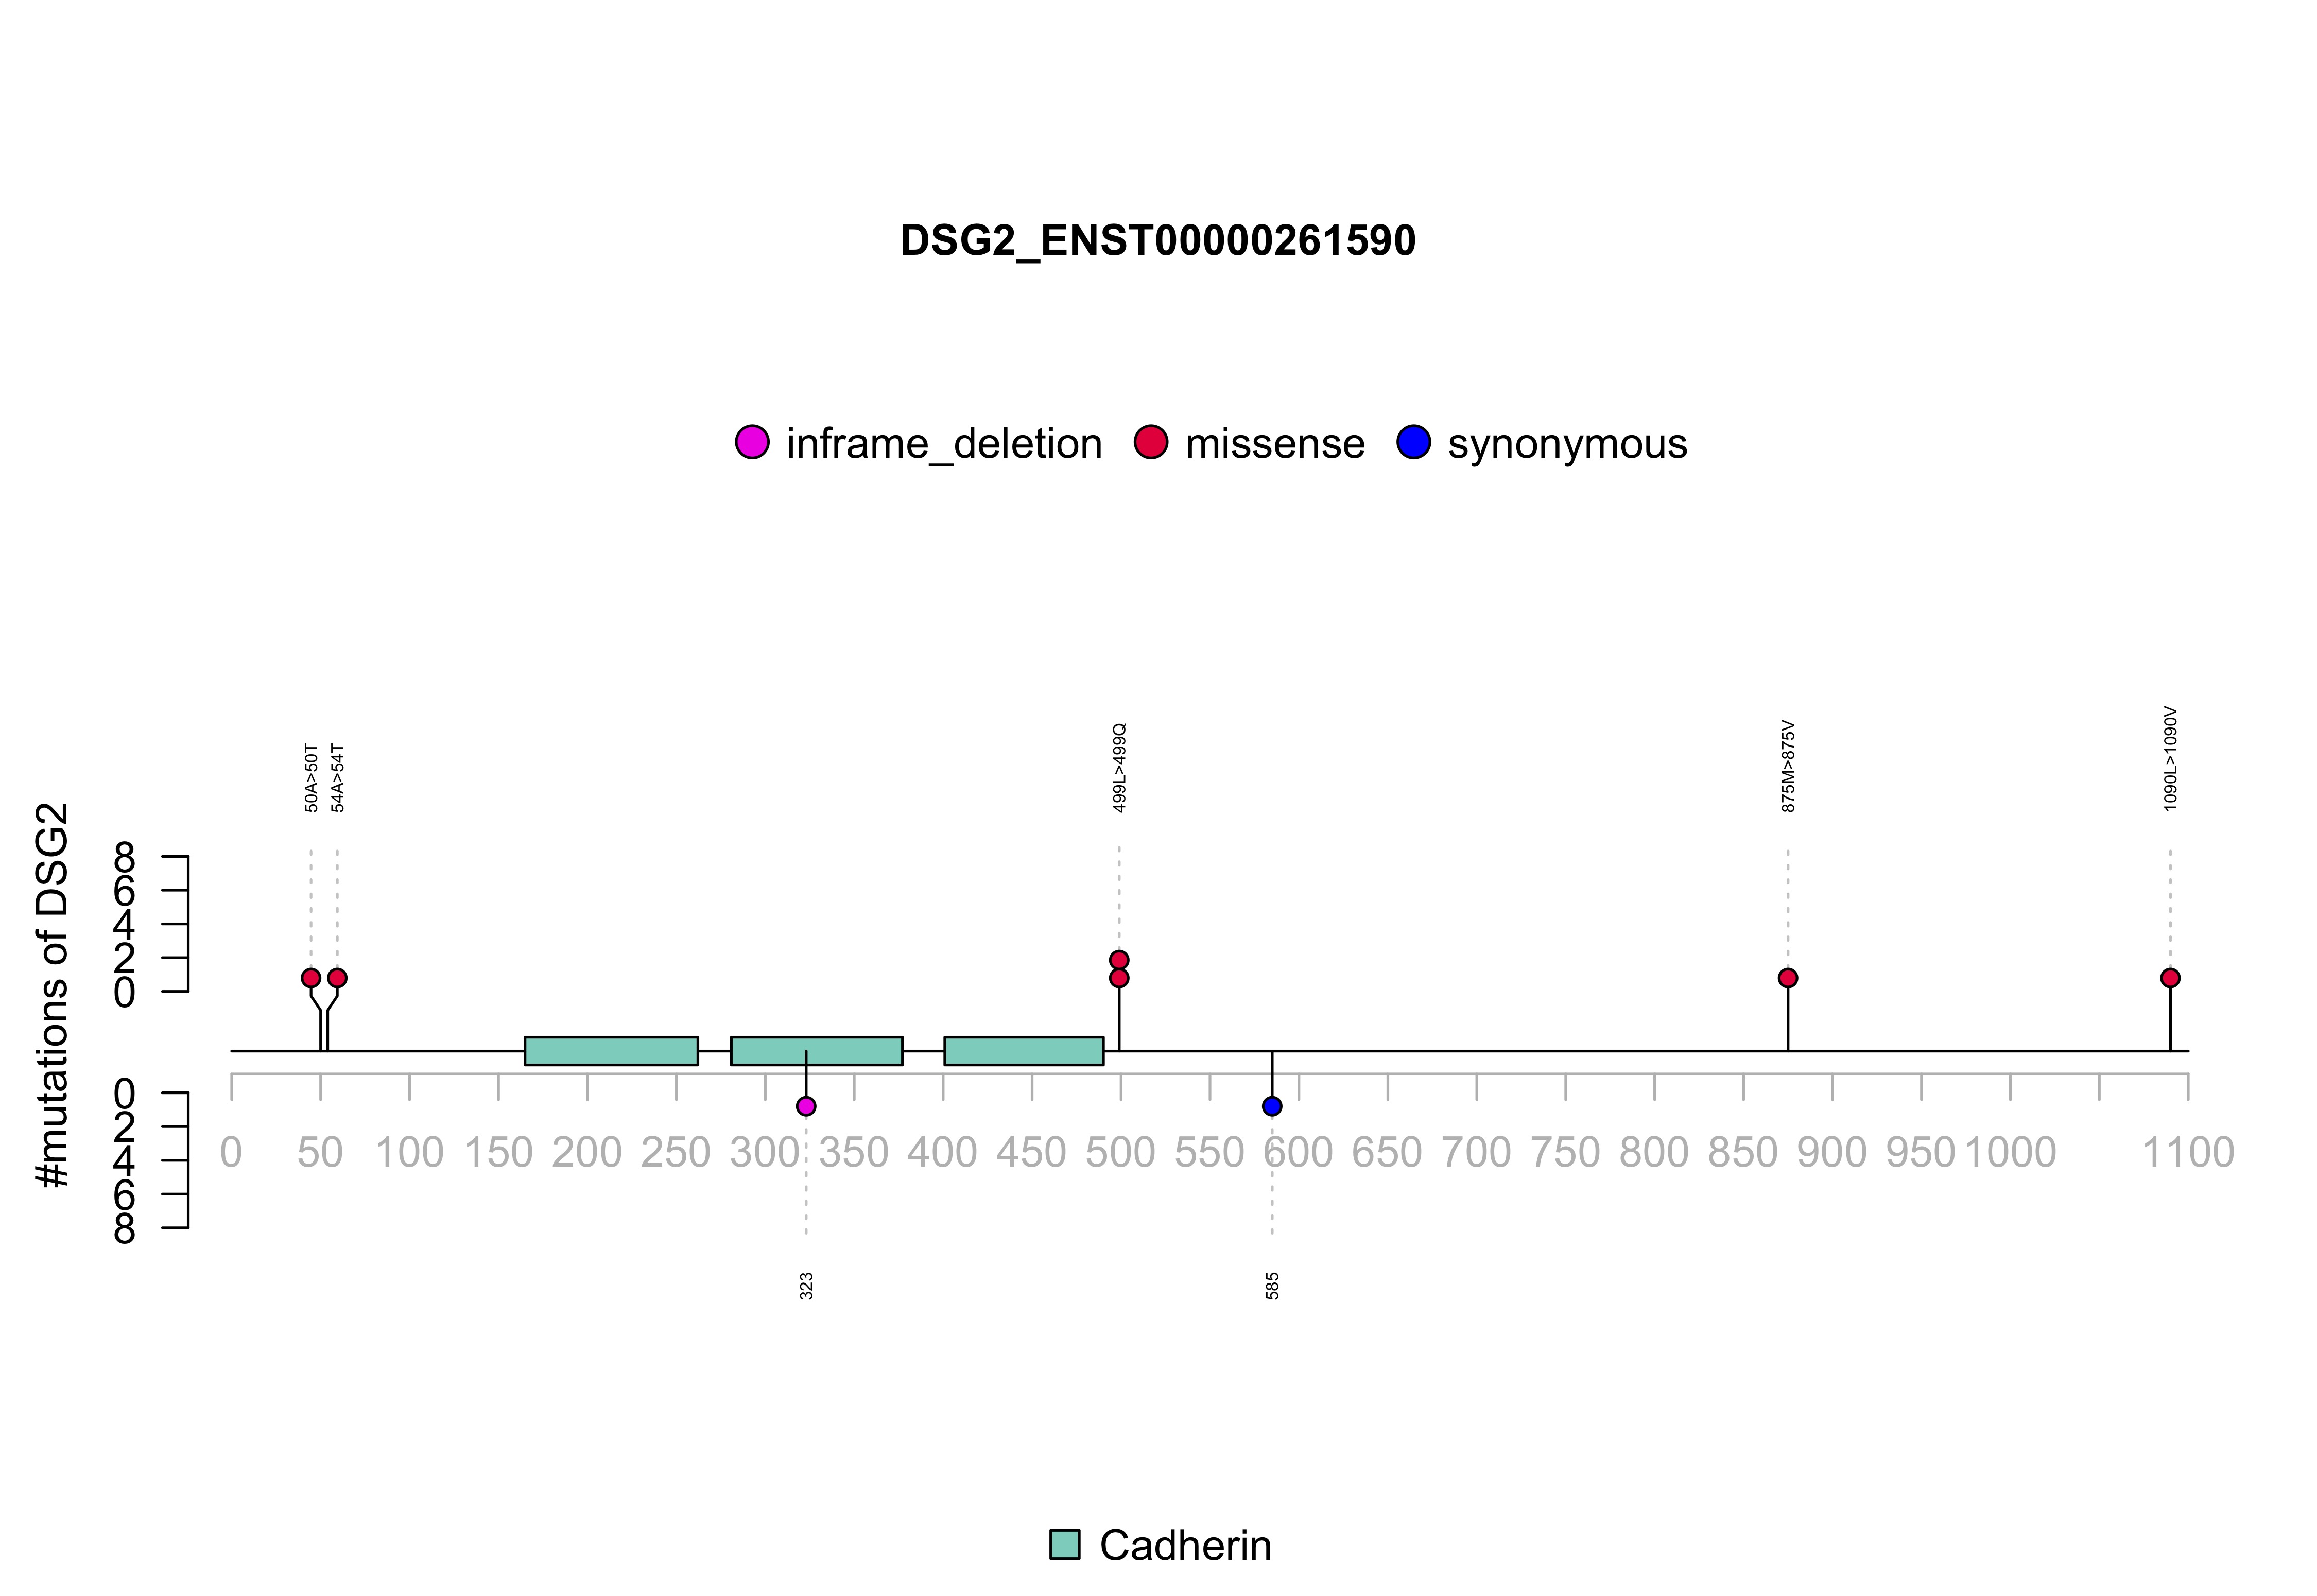 DSG2_ENST00000261590
inframe_deletion missense synonymous
50A>50T
54A>54T
499L>499Q
875M>875V
1090L>1090V
#mutations of DSG2
8
6
4
2
0
0
2
4
6
8
0 50 100 150 200 250 300 350 400 450 500 550 600 650 700 750 800 850 900 950 1000 1100
323
585
Cadherin